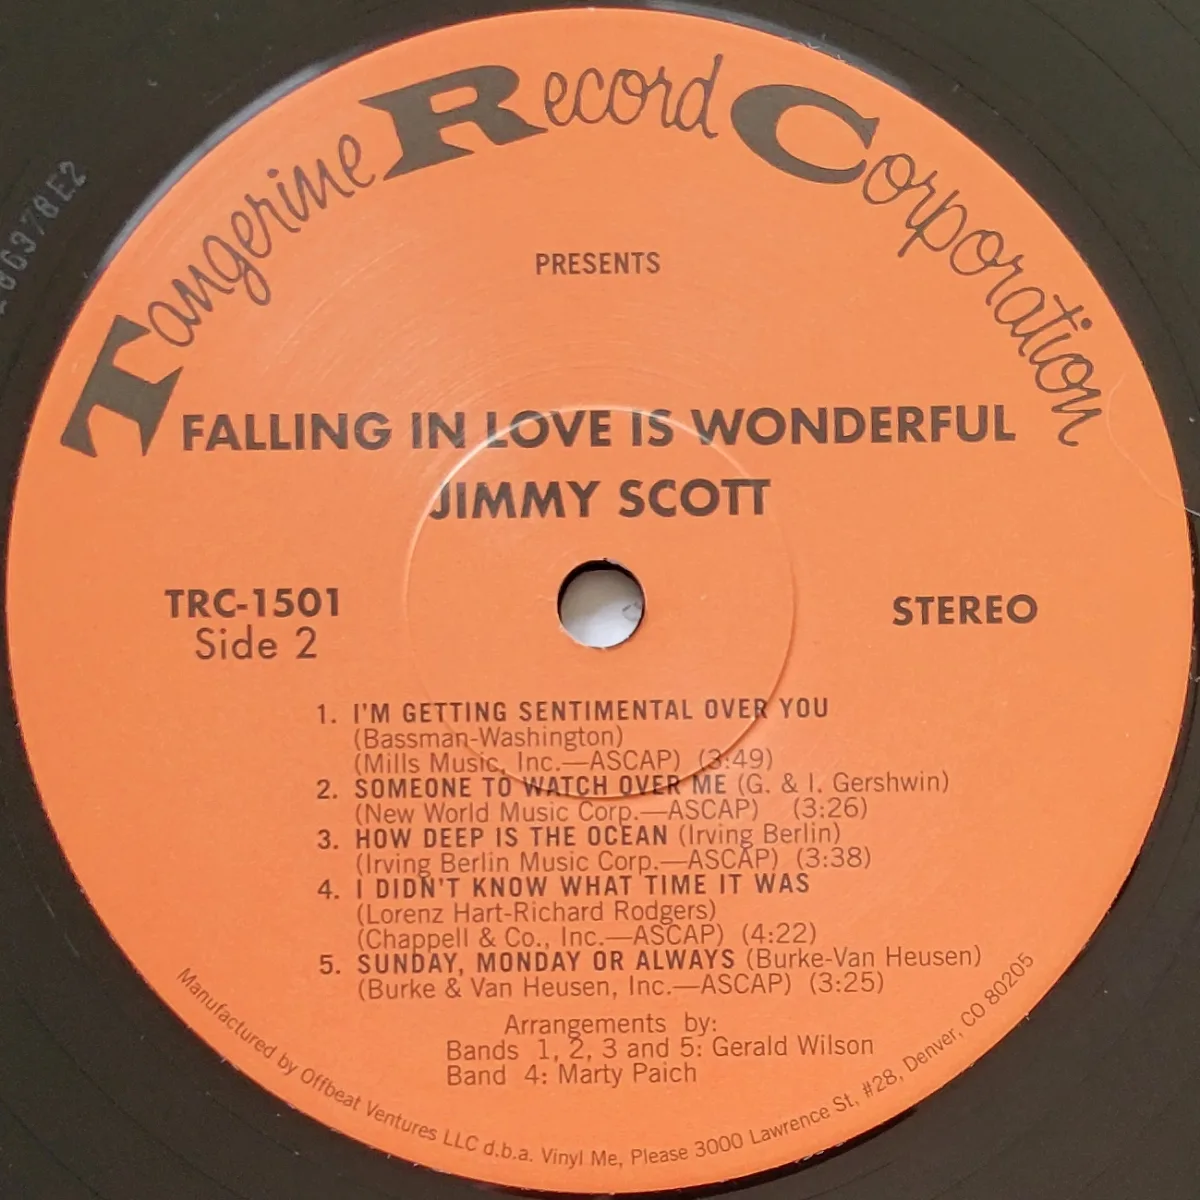 Tangerine Record Corporation
PRESENTS
FALLING IN LOVE IS WONDERFUL
JIMMY SCOTT
TRC-1501
Side 2
STEREO
1. I'M GETTING SENTIMENTAL OVER YOU
(Bassman-Washington)
(Mills Music, Inc.—ASCAP) (3:49)
2. SOMEONE TO WATCH OVER ME (G. & I. Gershwin)
(New World Music Corp.—ASCAP) (3:26)
3. HOW DEEP IS THE OCEAN (Irving Berlin)
(Irving Berlin Music Corp.—ASCAP) (3:38)
4. I DIDN'T KNOW WHAT TIME IT WAS
(Lorenz Hart-Richard Rodgers)
(Chappell & Co., Inc.—ASCAP) (4:22)
5. SUNDAY, MONDAY OR ALWAYS (Burke-Van Heusen)
(Burke & Van Heusen, Inc.—ASCAP) (3:25)
Arrangements by:
Bands 1, 2, 3 and 5: Gerald Wilson
Band 4: Marty Paich
Manufactured by Offbeat Ventures LLC d.b.a. Vinyl Me, Please 3000 Lawrence St, #28, Denver, CO 80205